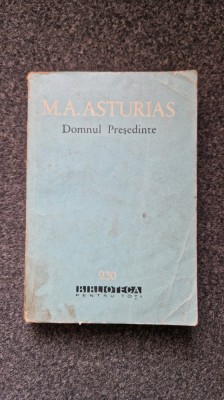 M.A. ASTURIAS
Domnul Președinte
BIBLIOTECA
PENTRU TOȚI